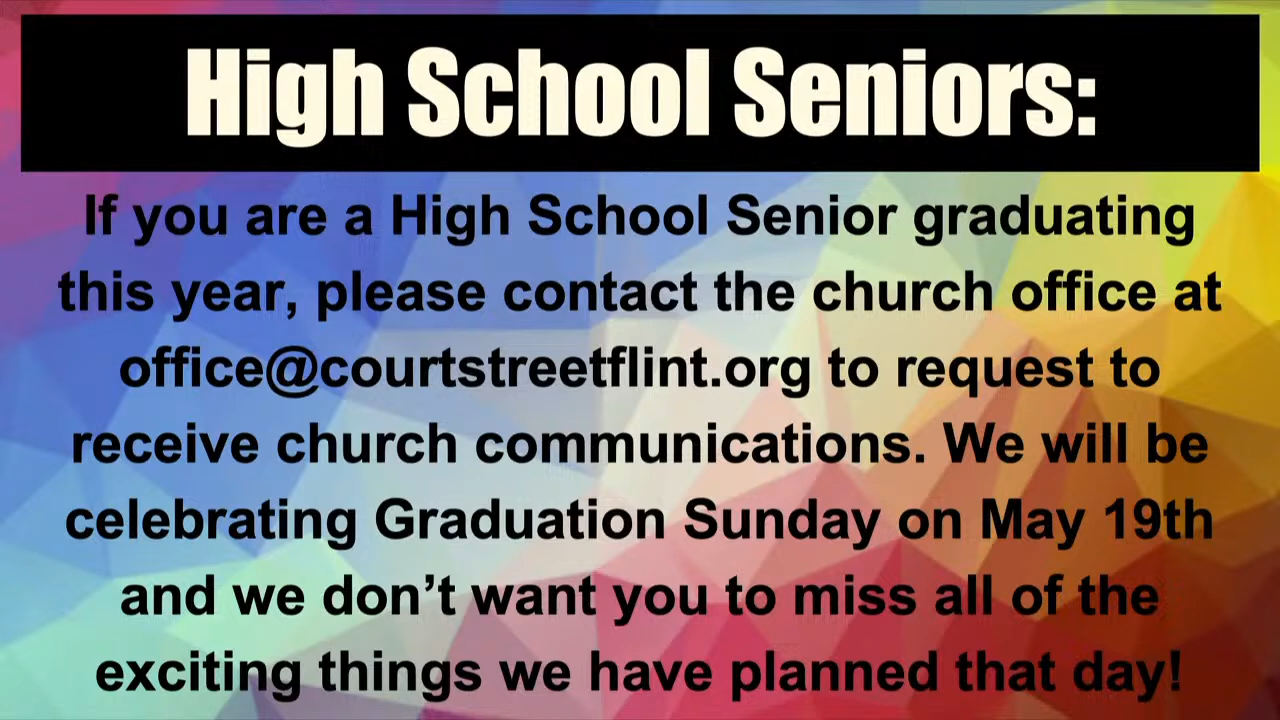 High School Seniors:
If you are a High School Senior graduating
this year, please contact the church office at
office@courtstreetflint.org to request to
receive church communications. We will be
celebrating Graduation Sunday on May 19th
and we don’t want you to miss all of the
exciting things we have planned that day!